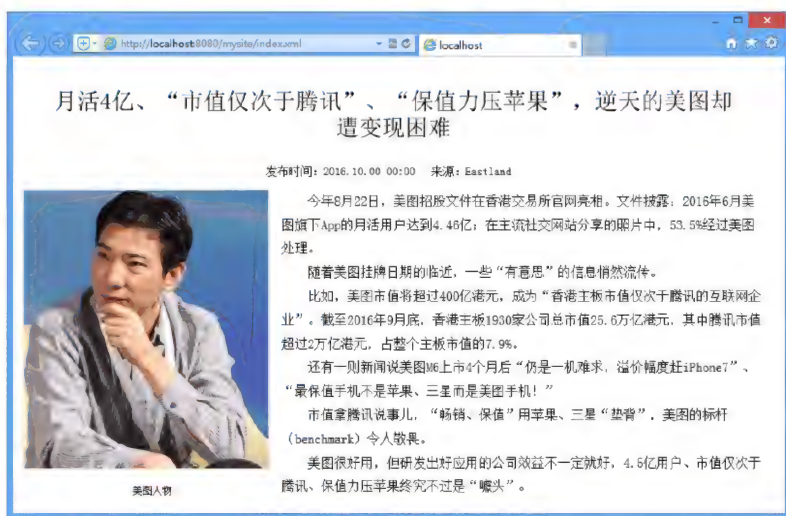 http://localhost:8080/mysite/index.xml
localhost
月活4亿、“市值仅次于腾讯”、“保值力压苹果”，逆天的美图却
遭变现困难
发布时间：2016.10.00 00:00 来源：Eastland
今年8月22日，美图招股文件在香港交易所官网亮相。文件披露：2016年6月美
图旗下App的月活用户达到4.46亿；在主流社交网站分享的照片中，53.5%经过美图
处理。
随着美图挂牌日期的临近，一些“有意思”的信息悄然流传。
比如，美图市值将超过400亿港元，成为“香港主板市值仅次于腾讯的互联网企
业”。截至2016年9月底，香港主板1930家公司总市值25.6万亿港元，其中腾讯市值
超过2万亿港元，占整个主板市值的7.9%。
还有一则新闻说美图M6上市4个月后“仍是一机难求，溢价幅度赶iPhone7”、
“最保值手机不是苹果、三星而是美图手机！”
市值拿腾讯说事儿，“畅销、保值”用苹果、三星“垫背”，美图的标杆
（benchmark）令人敬畏。
美图很好用，但研发出好应用的公司效益不一定就好，4.5亿用户、市值仅次于
腾讯、保值力压苹果终究不过是“噱头”。
美图人物